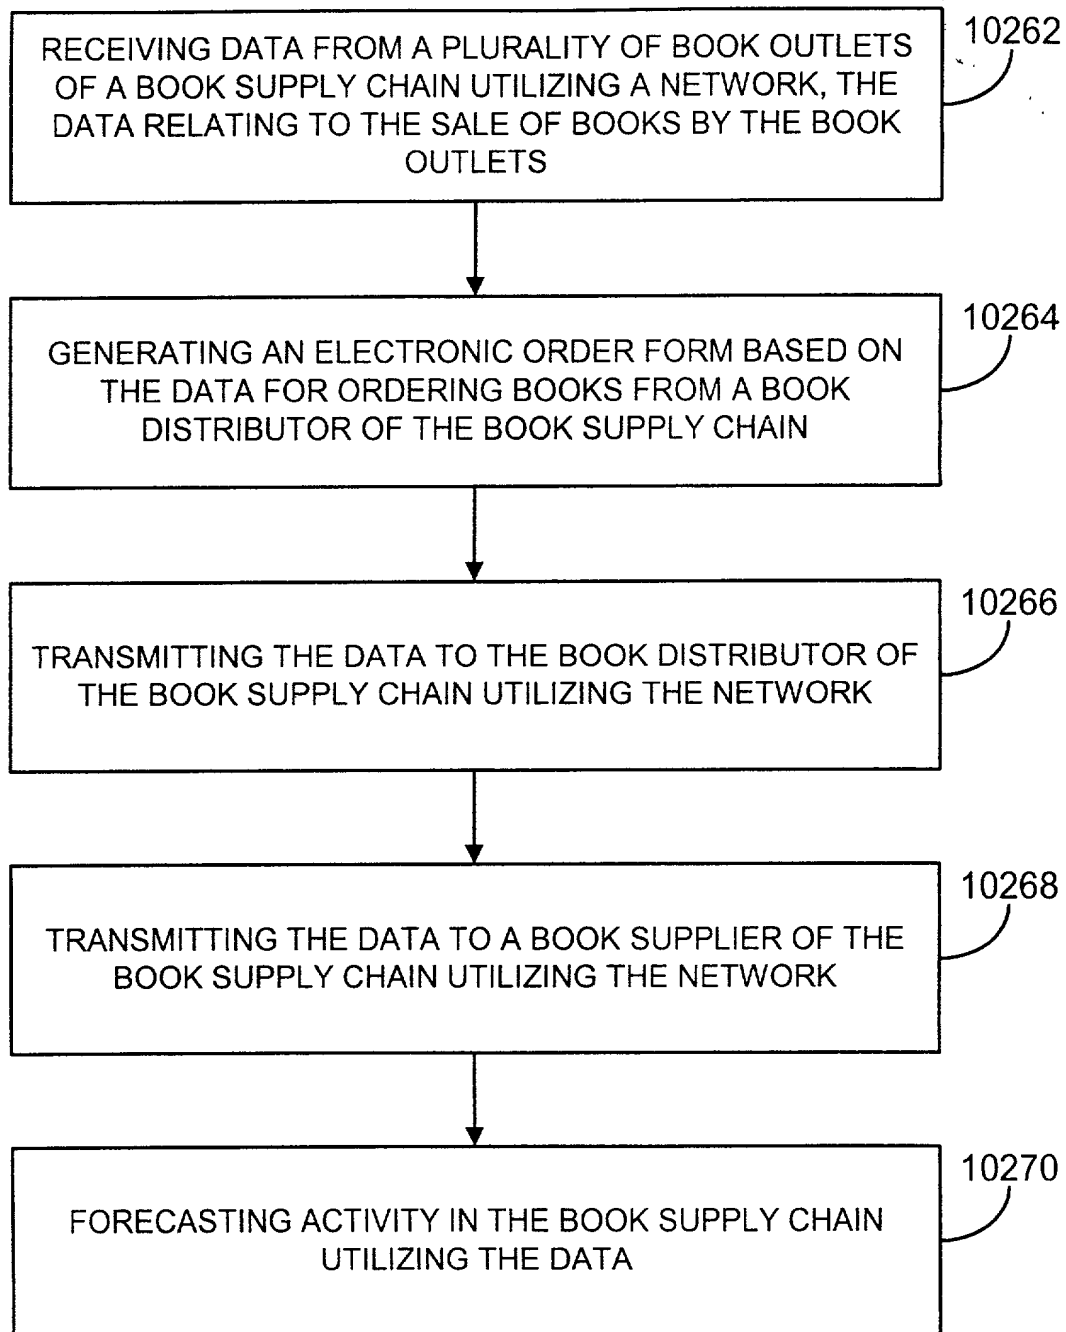 RECEIVING DATA FROM A PLURALITY OF BOOK OUTLETS
OF A BOOK SUPPLY CHAIN UTILIZING A NETWORK, THE
DATA RELATING TO THE SALE OF BOOKS BY THE BOOK
OUTLETS
10262
GENERATING AN ELECTRONIC ORDER FORM BASED ON
THE DATA FOR ORDERING BOOKS FROM A BOOK
DISTRIBUTOR OF THE BOOK SUPPLY CHAIN
10264
TRANSMITTING THE DATA TO THE BOOK DISTRIBUTOR OF
THE BOOK SUPPLY CHAIN UTILIZING THE NETWORK
10266
TRANSMITTING THE DATA TO A BOOK SUPPLIER OF THE
BOOK SUPPLY CHAIN UTILIZING THE NETWORK
10268
FORECASTING ACTIVITY IN THE BOOK SUPPLY CHAIN
UTILIZING THE DATA
10270